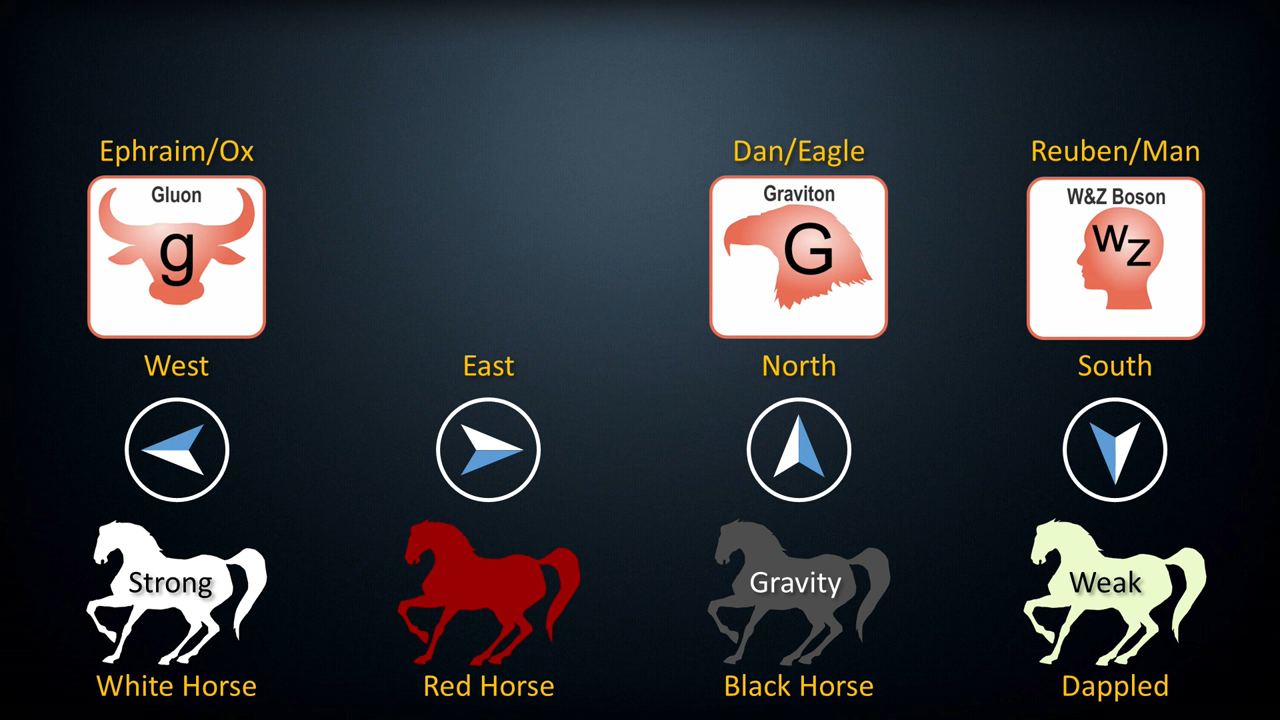 Ephraim/Ox
Dan/Eagle
Reuben/Man
Gluon
g
Graviton
G
W&Z Boson
W
Z
West
East
North
South
Strong
Gravity
Weak
White Horse
Red Horse
Black Horse
Dappled